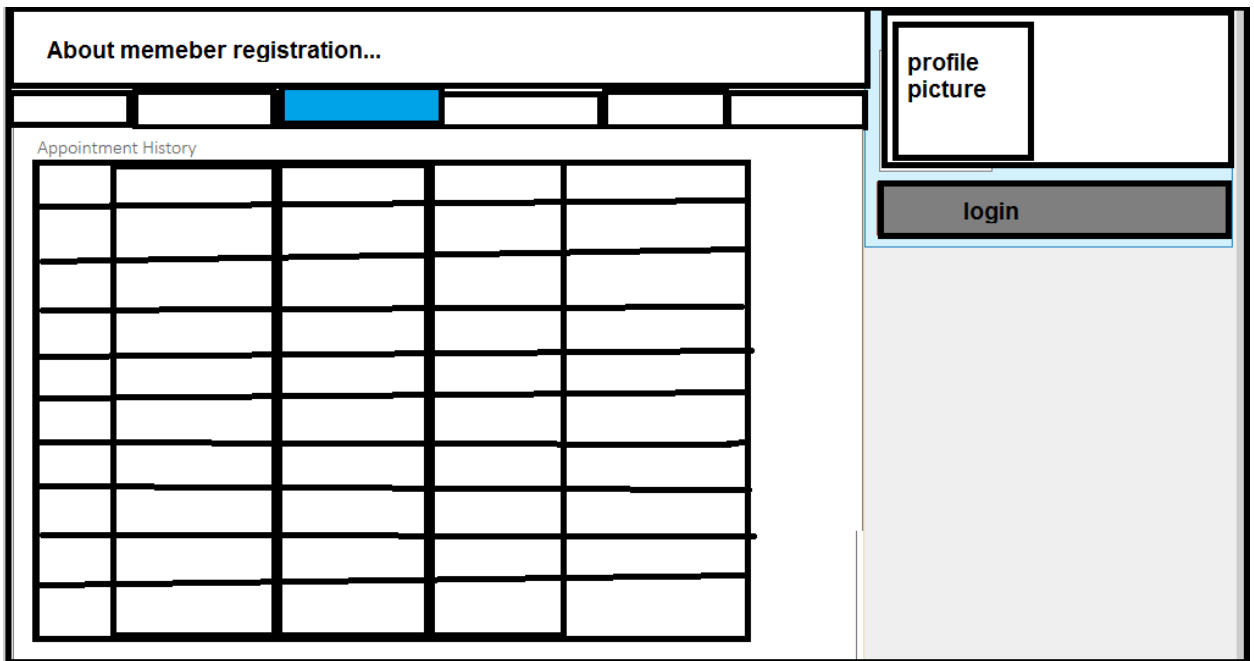 About memeber registration...
profile
picture
Appointment History
login